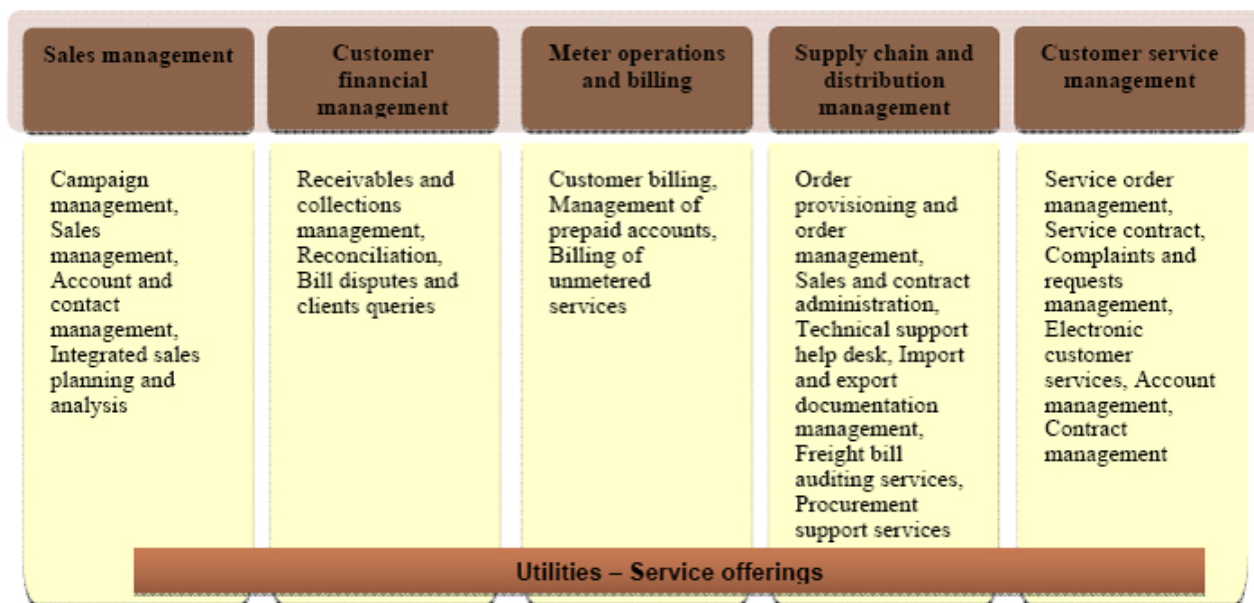 Sales management
Customer
financial
management
Meter operations
and billing
Supply chain and
distribution
management
Customer service
management
Campaign
management,
Sales
management,
Account and
contact
management,
Integrated sales
planning and
analysis
Receivables and
collections
management,
Reconciliation,
Bill disputes and
clients queries
Customer billing,
Management of
prepaid accounts,
Billing of
unmetered
services
Order
provisioning and
order
management,
Sales and contract
administration,
Technical support
help desk, Import
and export
documentation
management,
Freight bill
auditing services,
Procurement
support services
Service order
management,
Service contract,
Complaints and
requests
management,
Electronic
customer
services, Account
management,
Contract
management
Utilities – Service offerings